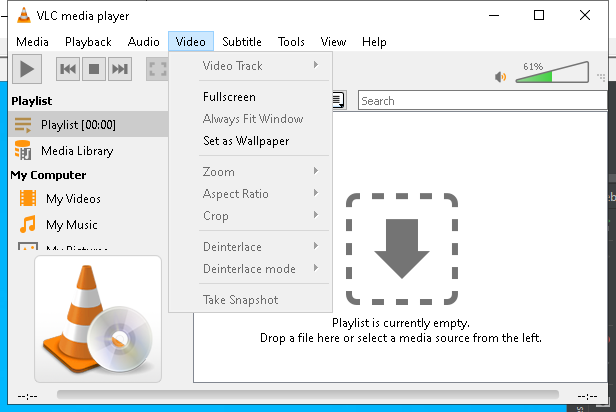 VLC media player
Media Playback Audio Video Subtitle Tools View Help
61%
Playlist
Playlist [00:00]
Media Library
My Computer
My Videos
My Music
My Pictures
Video Track
Fullscreen
Always Fit Window
Set as Wallpaper
Zoom
Aspect Ratio
Crop
Deinterlace
Deinterlace mode
Take Snapshot
Search
Playlist is currently empty.
Drop a file here or select a media source from the left.
--:-- --:--